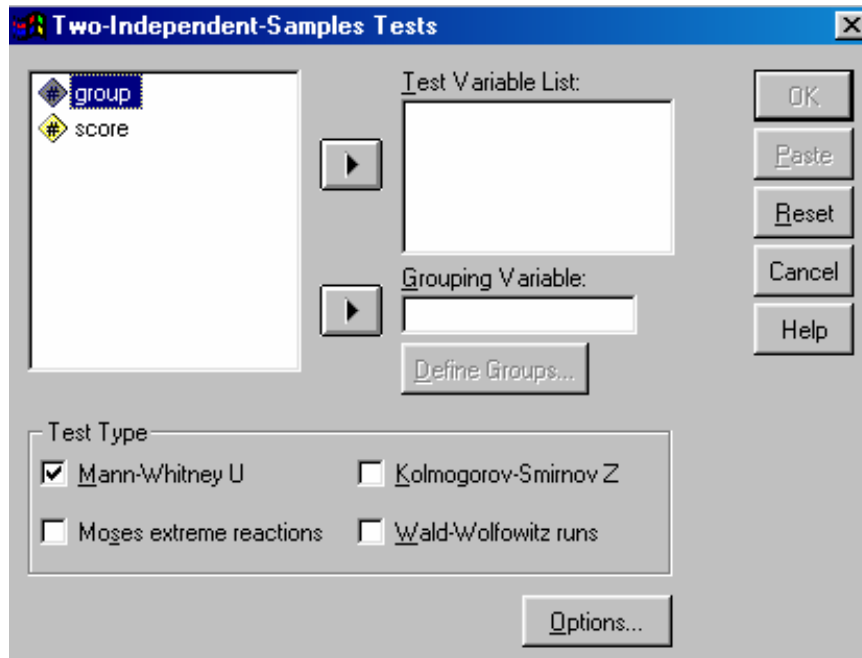 Two-Independent-Samples Tests
group
score
Test Variable List:
Grouping Variable:
Define Groups...
OK
Paste
Reset
Cancel
Help
Test Type
Mann-Whitney U
Kolmogorov-Smirnov Z
Moses extreme reactions
Wald-Wolfowitz runs
Options...